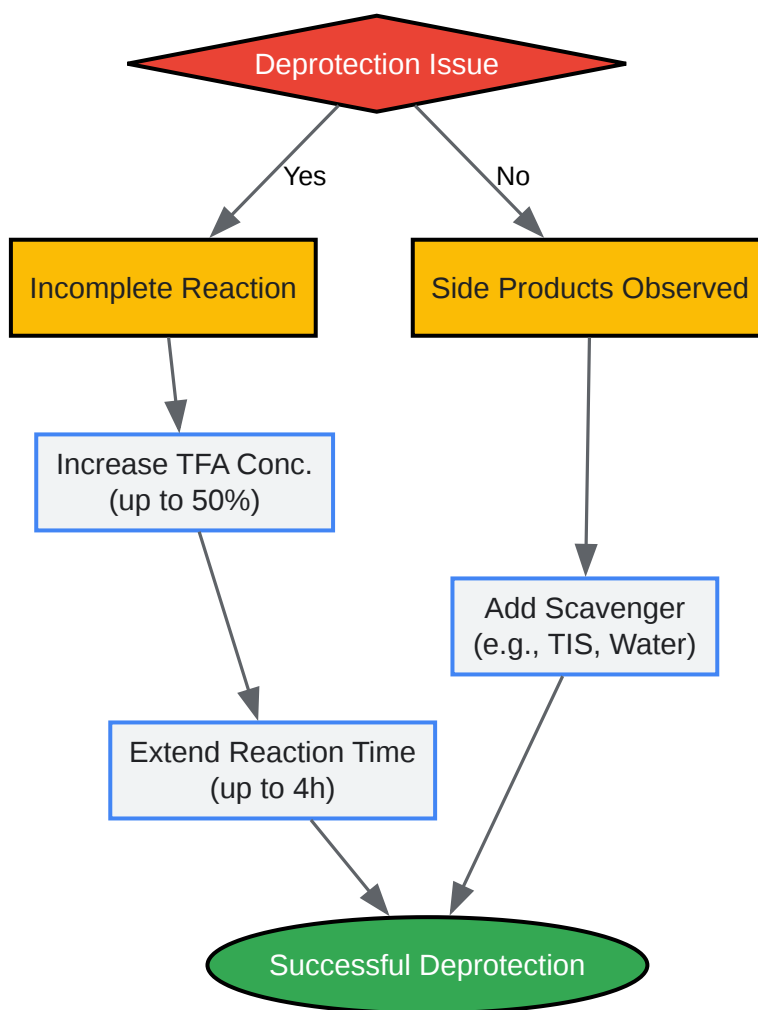 Deprotection Issue
Yes
No
Incomplete Reaction
Side Products Observed
Increase TFA Conc.
(up to 50%)
Add Scavenger
(e.g., TIS, Water)
Extend Reaction Time
(up to 4h)
Successful Deprotection